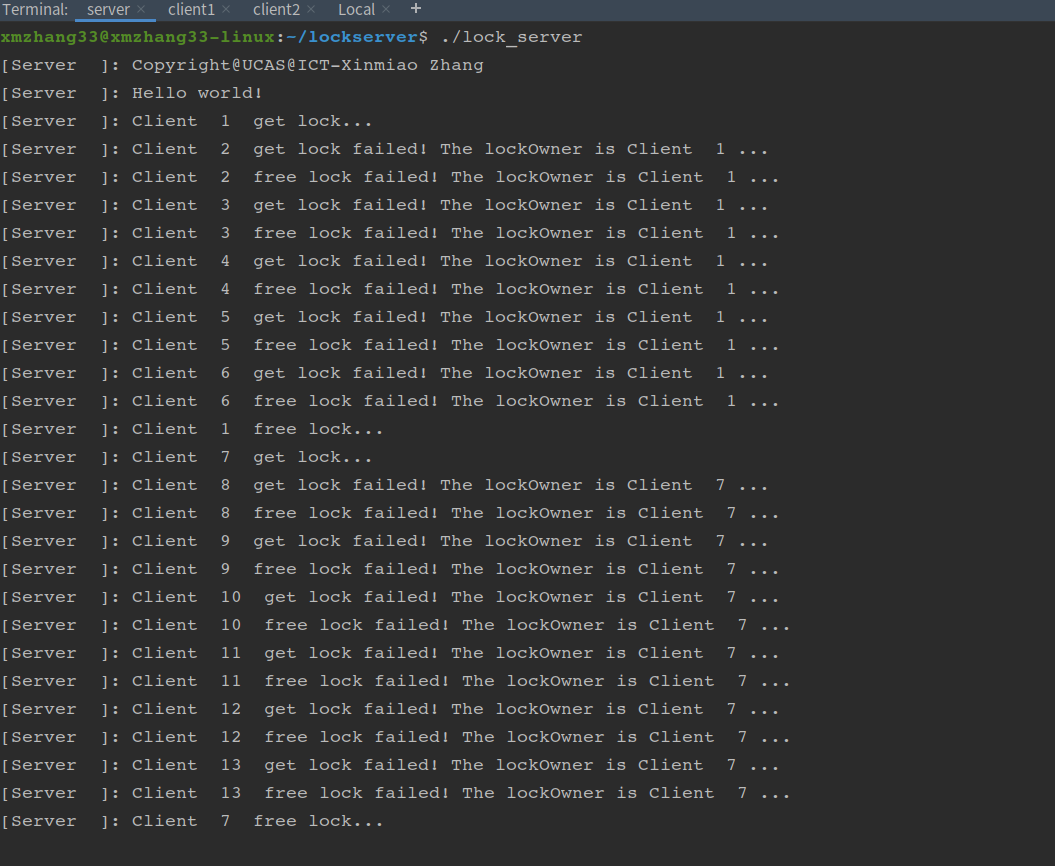 Terminal: server × client1 × client2 × Local × +
xmzhang33@xmzhang33-linux:~/lockserver$ ./lock_server
[Server  ]: Copyright@UCAS@ICT-Xinmiao Zhang
[Server  ]: Hello world!
[Server  ]: Client  1  get lock...
[Server  ]: Client  2  get lock failed! The lockOwner is Client  1 ...
[Server  ]: Client  2  free lock failed! The lockOwner is Client  1 ...
[Server  ]: Client  3  get lock failed! The lockOwner is Client  1 ...
[Server  ]: Client  3  free lock failed! The lockOwner is Client  1 ...
[Server  ]: Client  4  get lock failed! The lockOwner is Client  1 ...
[Server  ]: Client  4  free lock failed! The lockOwner is Client  1 ...
[Server  ]: Client  5  get lock failed! The lockOwner is Client  1 ...
[Server  ]: Client  5  free lock failed! The lockOwner is Client  1 ...
[Server  ]: Client  6  get lock failed! The lockOwner is Client  1 ...
[Server  ]: Client  6  free lock failed! The lockOwner is Client  1 ...
[Server  ]: Client  1  free lock...
[Server  ]: Client  7  get lock...
[Server  ]: Client  8  get lock failed! The lockOwner is Client  7 ...
[Server  ]: Client  8  free lock failed! The lockOwner is Client  7 ...
[Server  ]: Client  9  get lock failed! The lockOwner is Client  7 ...
[Server  ]: Client  9  free lock failed! The lockOwner is Client  7 ...
[Server  ]: Client  10  get lock failed! The lockOwner is Client  7 ...
[Server  ]: Client  10  free lock failed! The lockOwner is Client  7 ...
[Server  ]: Client  11  get lock failed! The lockOwner is Client  7 ...
[Server  ]: Client  11  free lock failed! The lockOwner is Client  7 ...
[Server  ]: Client  12  get lock failed! The lockOwner is Client  7 ...
[Server  ]: Client  12  free lock failed! The lockOwner is Client  7 ...
[Server  ]: Client  13  get lock failed! The lockOwner is Client  7 ...
[Server  ]: Client  13  free lock failed! The lockOwner is Client  7 ...
[Server  ]: Client  7  free lock...